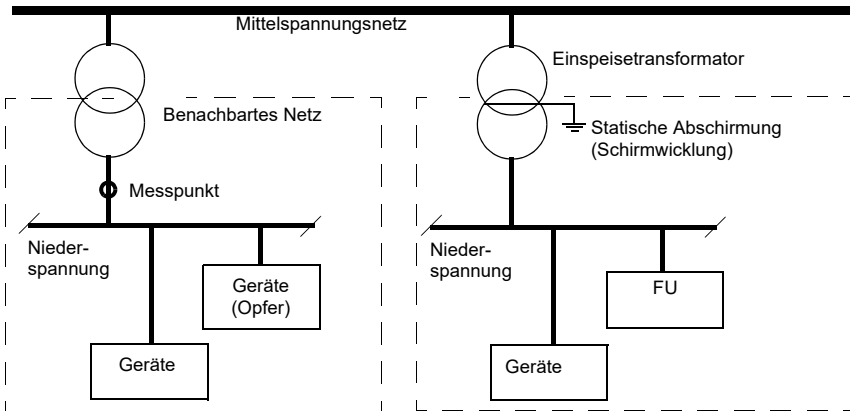 Mittelspannungsnetz
Einspeisetransformator
Benachbartes Netz
Statische Abschirmung
(Schirmwicklung)
Messpunkt
Nieder-
spannung
Geräte
(Opfer)
Geräte
Nieder-
spannung
FU
Geräte